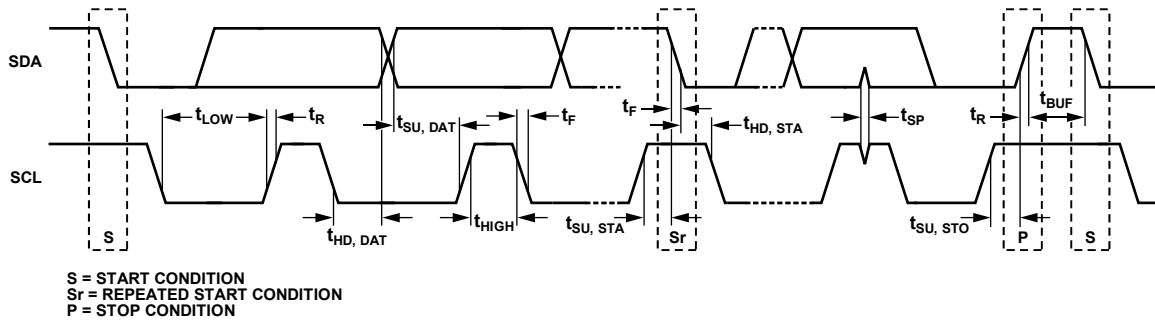 SDA
tLOW
tR
tSU, DAT
tF
tF
tHD, STA
tSP
tR
tBUF
SCL
tHD, DAT
tHIGH
tSU, STA
tSU, STO
S
Sr
P
S
S = START CONDITION
Sr = REPEATED START CONDITION
P = STOP CONDITION